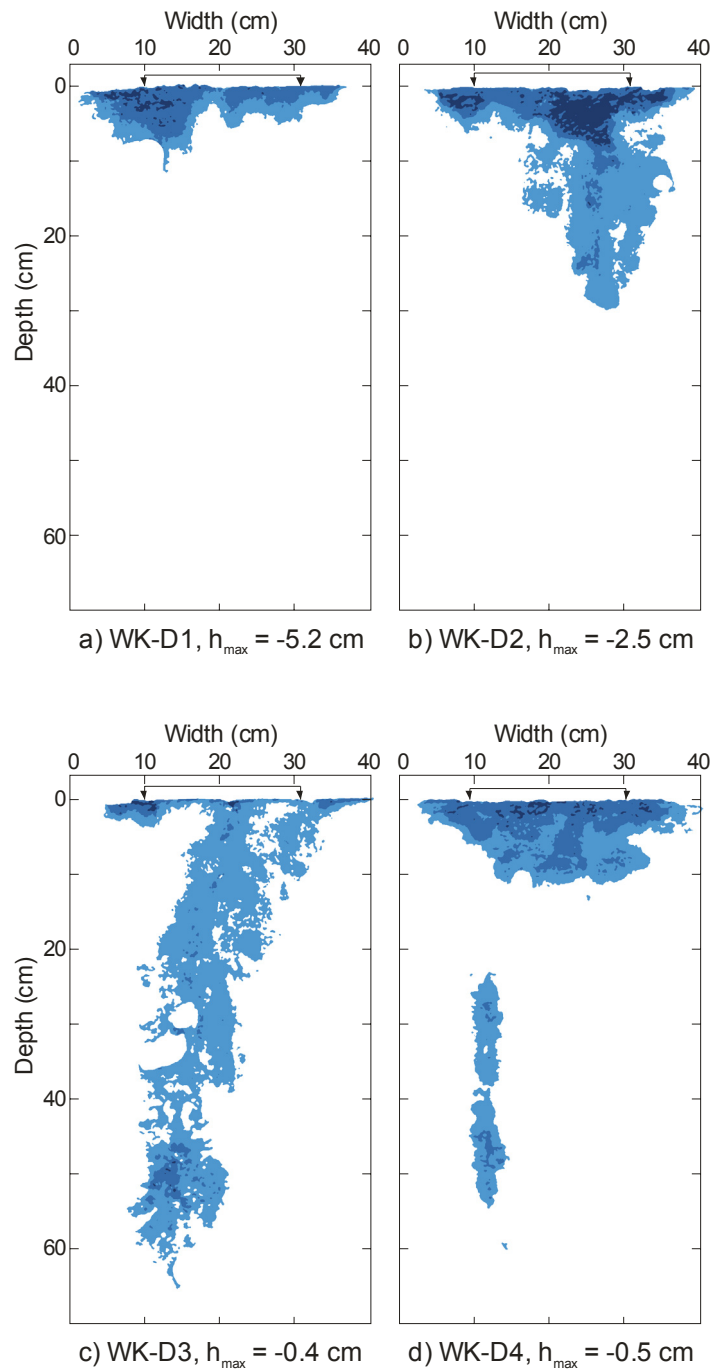 Width (cm)
Width (cm)
0 10 20 30 40
0 10 20 30 40
0
20
40
60
Depth (cm)
a) WK-D1, hmax = -5.2 cm
b) WK-D2, hmax = -2.5 cm
Width (cm)
Width (cm)
0 10 20 30 40
0 10 20 30 40
0
20
40
60
Depth (cm)
c) WK-D3, hmax = -0.4 cm
d) WK-D4, hmax = -0.5 cm